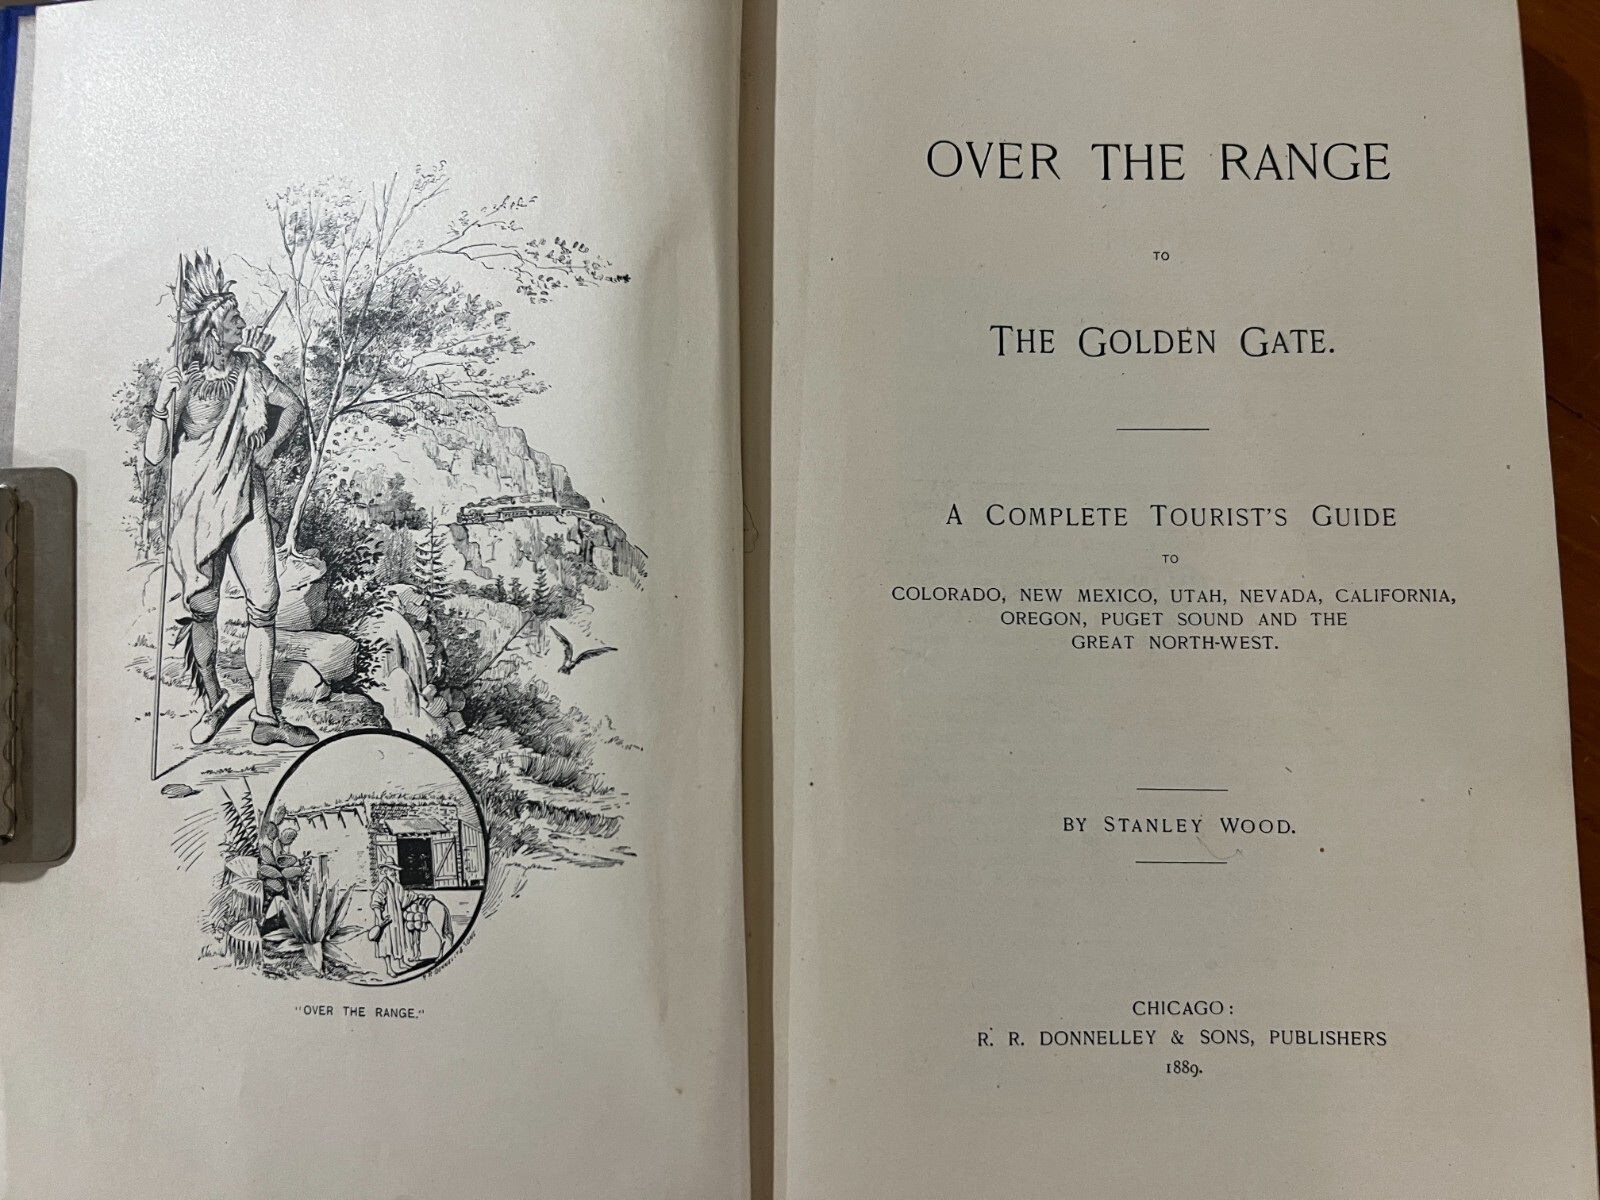 "OVER THE RANGE."
OVER THE RANGE
TO
THE GOLDEN GATE.
A COMPLETE TOURIST'S GUIDE
TO
COLORADO, NEW MEXICO, UTAH, NEVADA, CALIFORNIA,
OREGON, PUGET SOUND AND THE
GREAT NORTH-WEST.
BY STANLEY WOOD.
CHICAGO:
R. R. DONNELLEY & SONS, PUBLISHERS
1889.